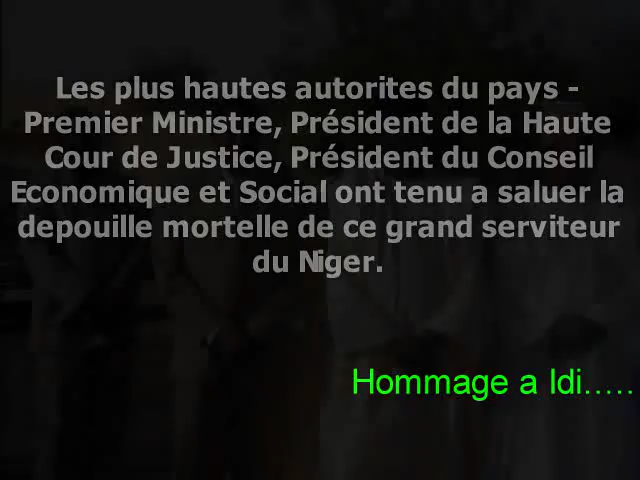 Les plus hautes autorites du pays -
Premier Ministre, Président de la Haute
Cour de Justice, Président du Conseil
Economique et Social ont tenu a saluer la
depouille mortelle de ce grand serviteur
du Niger.
Hommage a Idi.....